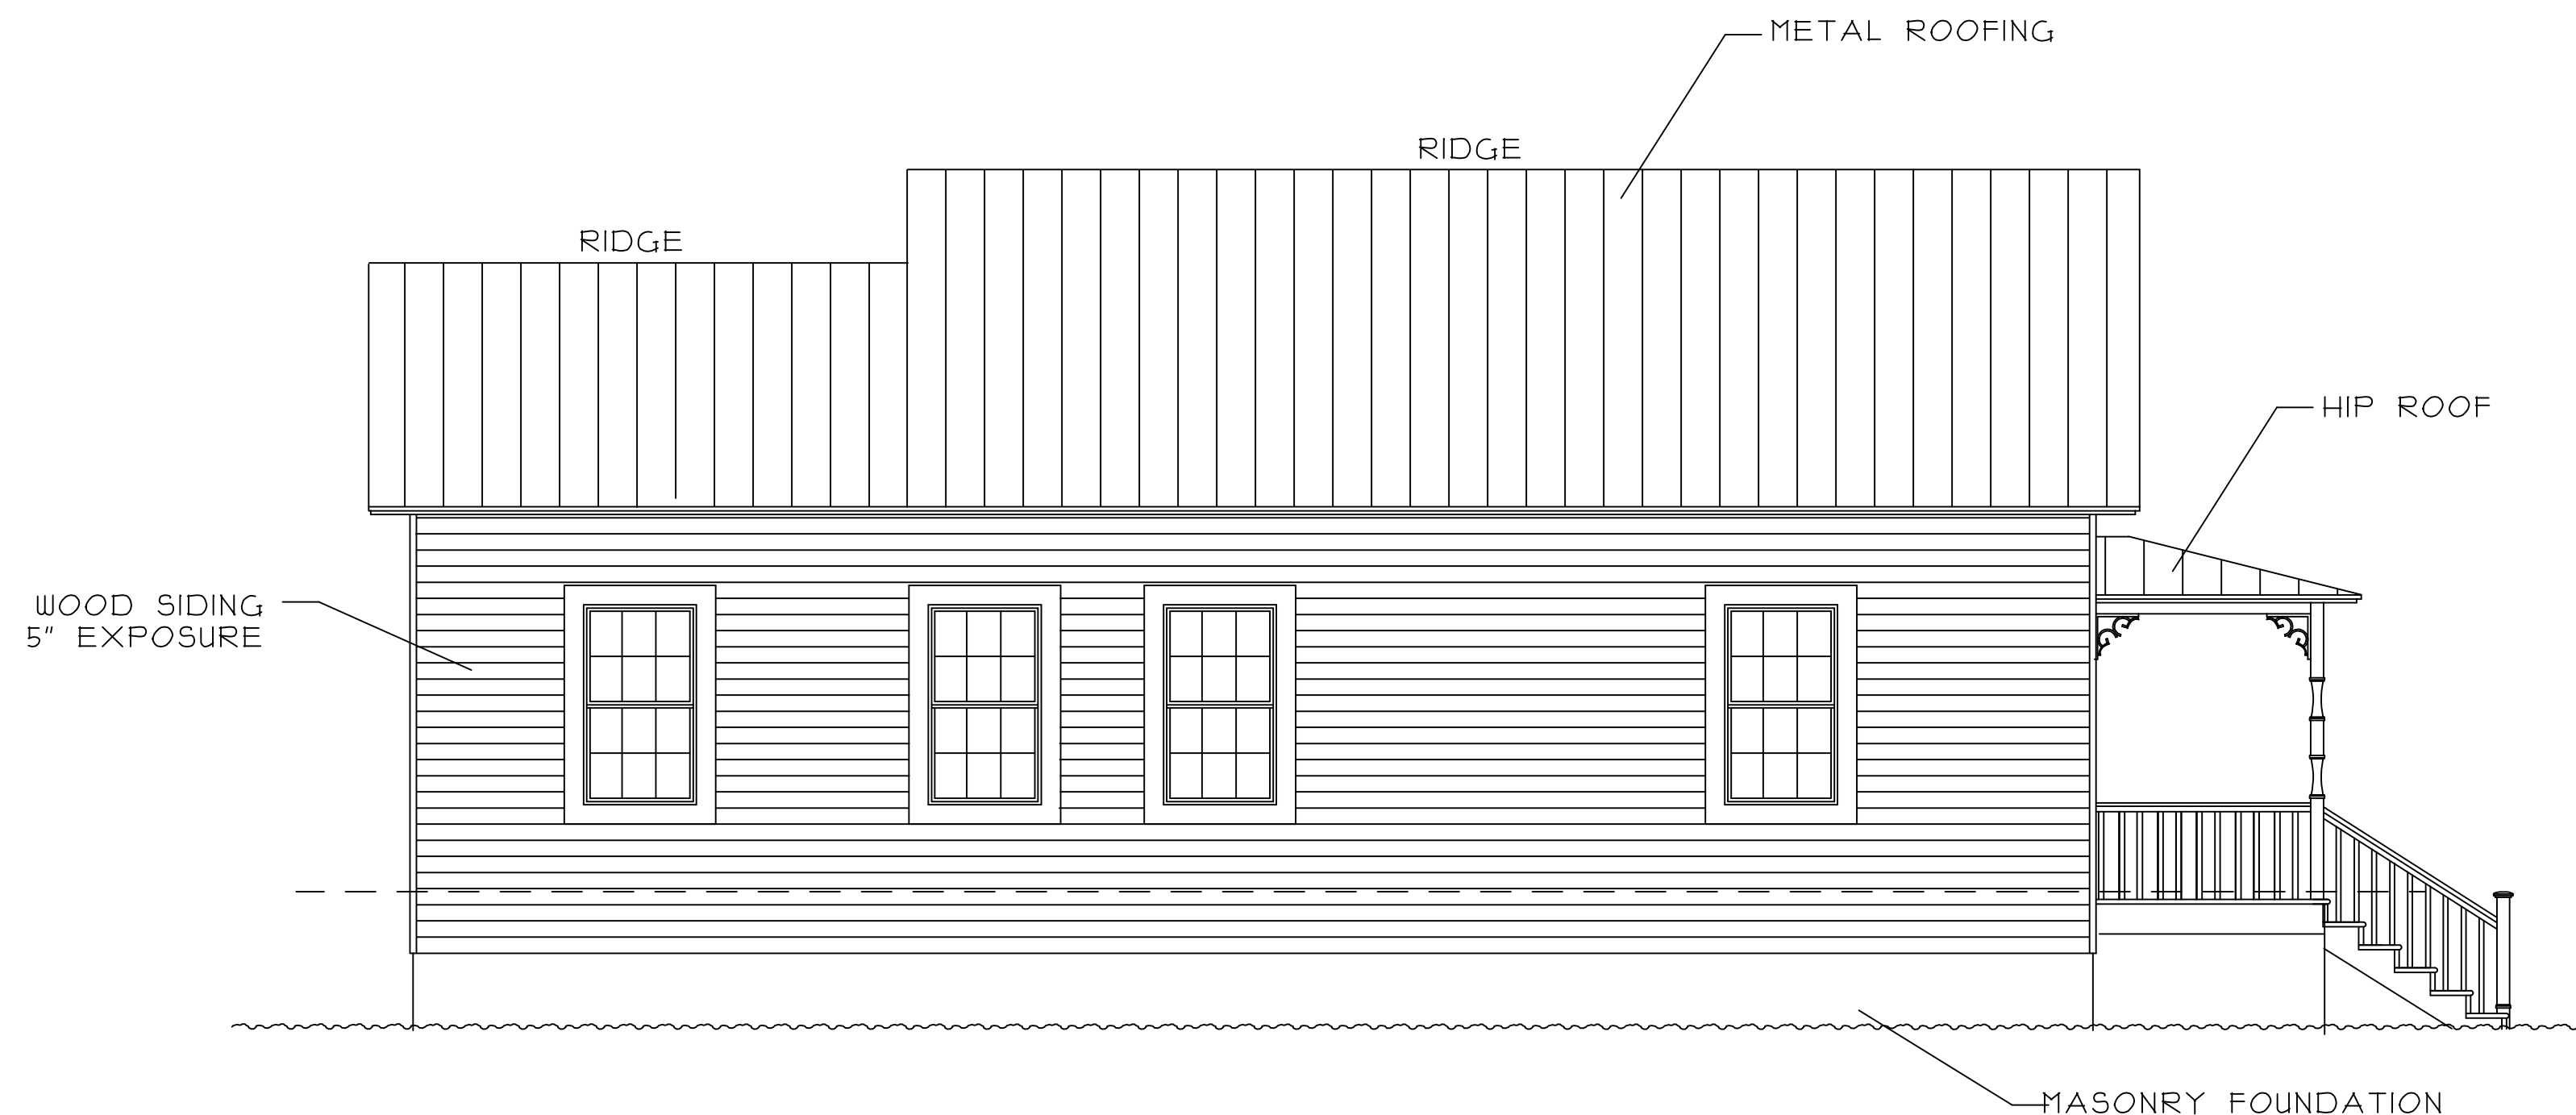 METAL ROOFING
RIDGE
RIDGE
HIP ROOF
WOOD SIDING
5" EXPOSURE
MASONRY FOUNDATION